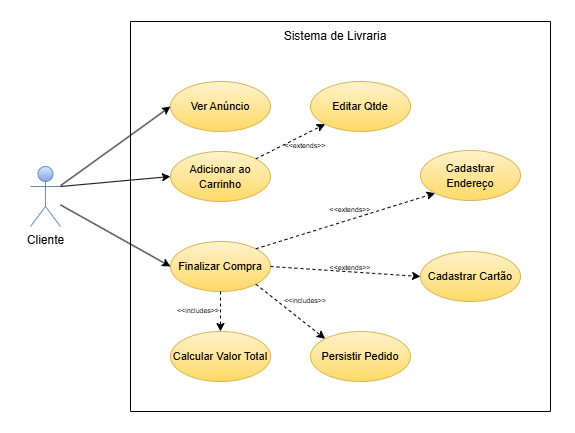 Sistema de Livraria
Ver Anúncio
Editar Qtde
<<extends>>
Adicionar ao
Carrinho
Cadastrar
Endereço
Cliente
<<extends>>
Finalizar Compra
<<extends>>
Cadastrar Cartão
<<includes>>
<<includes>>
Calcular Valor Total
Persistir Pedido